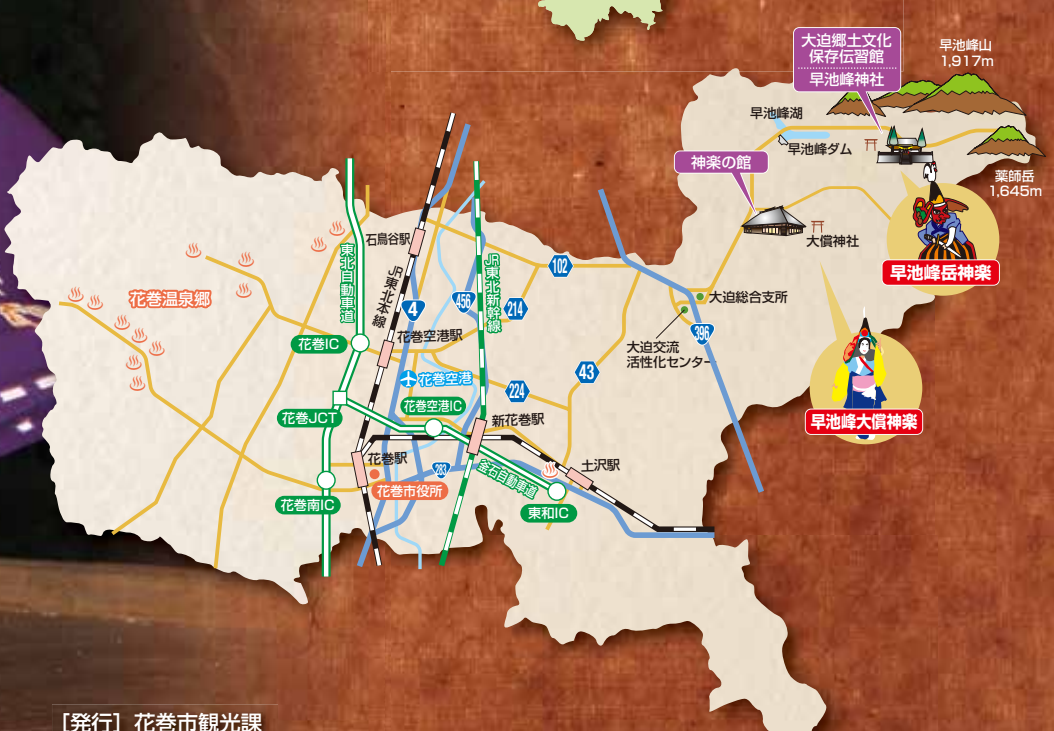 大迫郷土文化
保存伝習館
早池峰神社
早池峰山
1,917m
早池峰湖
早池峰ダム
薬師岳
1,645m
神楽の館
大償神社
早池峰岳神楽
石鳥谷駅
東北自動車道
JR東北本線
JR東北新幹線
102
4
456
214
花巻温泉郷
大迫総合支所
396
大迫交流
活性化センター
早池峰大償神楽
花巻IC
花巻空港駅
花巻空港
43
224
花巻JCT
花巻空港IC
新花巻駅
花巻駅
283
土沢駅
釜石自動車道
花巻市役所
花巻南IC
東和IC
［発行］花巻市観光課